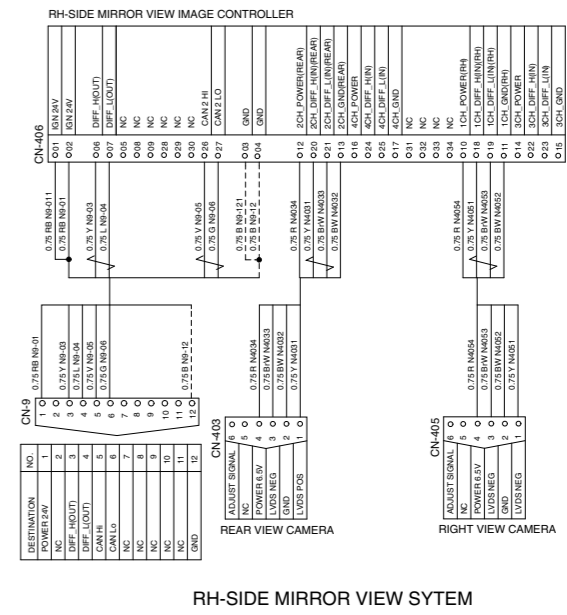 RH-SIDE MIRROR VIEW IMAGE CONTROLLER
CN-406
IGN 24V
IGN 24V
DIFF_H(OUT)
DIFF_L(OUT)
NC
NC
NC
NC
NC
CAN 2 HI
CAN 2 LO
GND
GND
2CH_POWER(REAR)
2CH_DIFF_H(IN)(REAR)
2CH_DIFF_L(IN)(REAR)
2CH_GND(REAR)
4CH_POWER
4CH_DIFF_H(IN)
4CH_DIFF_L(IN)
4CH_GND
NC
NC
NC
NC
1CH_POWER(RH)
1CH_DIFF_H(IN)(RH)
1CH_DIFF_L(IN)(RH)
1CH_GND(RH)
3CH_POWER
3CH_DIFF_H(IN)
3CH_DIFF_L(IN)
3CH_GND
01 02 06 07 05 08 09 28 29 30 26 27 03 04 12 20 21 13 16 24 25 17 31 32 33 34 10 18 19 11 14 22 23 15
0.75 RB N9-011
0.75 RB N9-01
0.75 Y N9-03
0.75 L N9-04
0.75 V N9-05
0.75 G N9-06
0.75 B N9-121
0.75 B N9-12
0.75 R N4034
0.75 Y N4031
0.75 BrW N4033
0.75 BW N4032
0.75 R N4054
0.75 Y N4051
0.75 BrW N4053
0.75 BW N4052
0.75 RB N9-01
0.75 Y N9-03
0.75 L N9-04
0.75 V N9-05
0.75 G N9-06
0.75 B N9-12
CN-9
1 2 3 4 5 6 7 8 9 10 11 12
DESTINATION NO.
POWER 24V 1
NC 2
DIFF_H(OUT) 3
DIFF_L(OUT) 4
CAN Hi 5
CAN Lo 6
NC 7
NC 8
NC 9
NC 10
NC 11
GND 12
0.75 R N4034
0.75 BrW N4033
0.75 BW N4032
0.75 Y N4031
CN-403
6 5 4 3 2 1
ADJUST SIGNAL
NC
POWER 6.5V
LVDS NEG
GND
LVDS POS
REAR VIEW CAMERA
0.75 R N4054
0.75 BrW N4053
0.75 BW N4052
0.75 Y N4051
CN-405
6 5 4 3 2 1
ADJUST SIGNAL
NC
POWER 6.5V
LVDS NEG
GND
LVDS NEG
RIGHT VIEW CAMERA
RH-SIDE MIRROR VIEW SYTEM